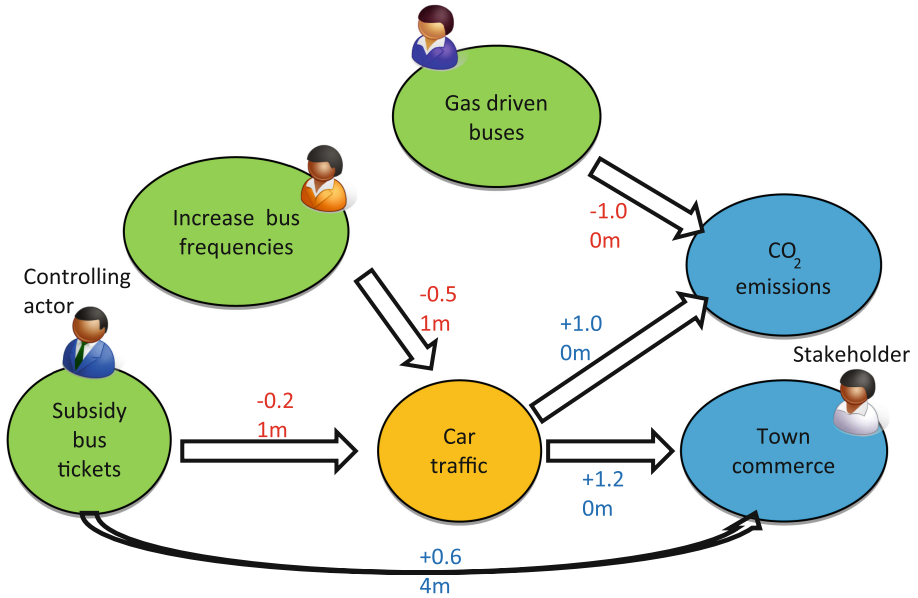 Gas driven
buses
Increase bus
frequencies
-1.0
0m
CO2
emissions
Controlling
actor
-0.5
1m
+1.0
0m
Stakeholder
Subsidy
bus
tickets
-0.2
1m
Car
traffic
Town
commerce
+1.2
0m
+0.6
4m